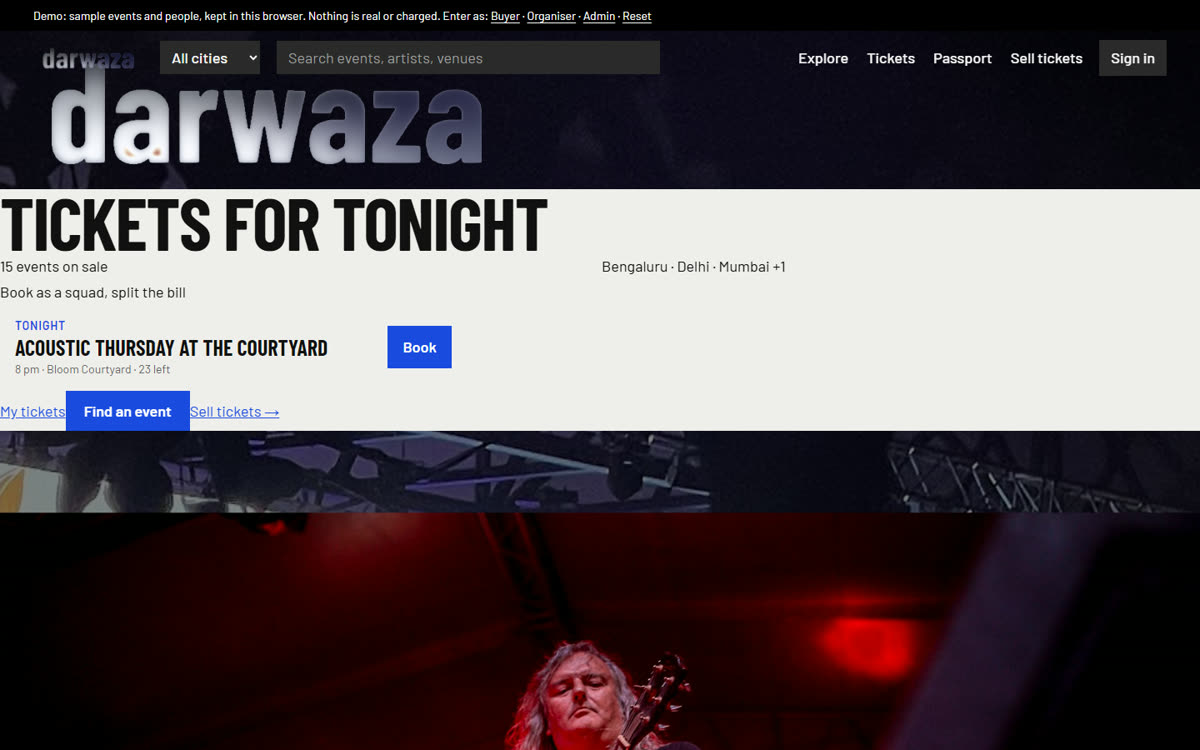 Demo: sample events and people, kept in this browser. Nothing is real or charged. Enter as: Buyer · Organiser · Admin · Reset
darwaza All cities Search events, artists, venues Explore Tickets Passport Sell tickets Sign in
darwaza
TICKETS FOR TONIGHT
15 events on sale Bengaluru · Delhi · Mumbai +1
Book as a squad, split the bill
TONIGHT
ACOUSTIC THURSDAY AT THE COURTYARD
8 pm · Bloom Courtyard · 23 left
Book
My tickets Find an event Sell tickets →